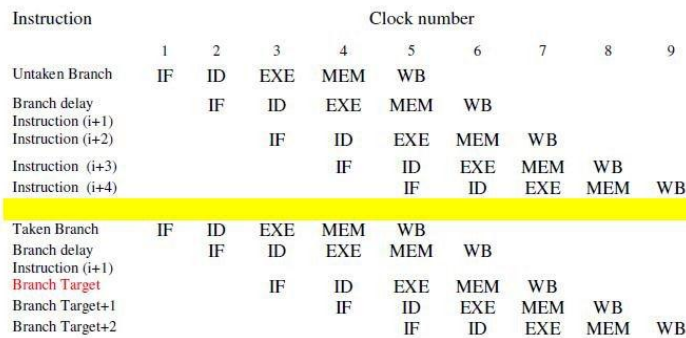 Instruction Clock number
1 2 3 4 5 6 7 8 9
Untaken Branch IF ID EXE MEM WB
Branch delay IF ID EXE MEM WB
Instruction (i+1)
Instruction (i+2) IF ID EXE MEM WB
Instruction (i+3) IF ID EXE MEM WB
Instruction (i+4) IF ID EXE MEM WB
Taken Branch IF ID EXE MEM WB
Branch delay IF ID EXE MEM WB
Instruction (i+1)
Branch Target IF ID EXE MEM WB
Branch Target+1 IF ID EXE MEM WB
Branch Target+2 IF ID EXE MEM WB